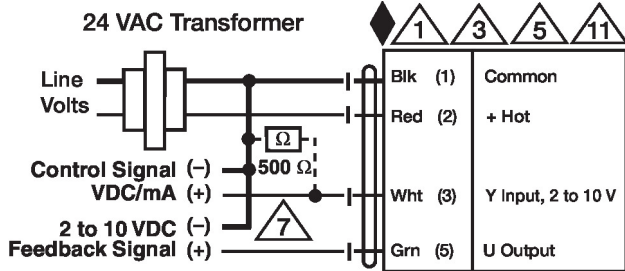 24 VAC Transformer
1 3 5 11
Line
Volts
Blk (1) Common
Red (2) + Hot
Ω
500 Ω
Control Signal (–)
VDC/mA (+)
Wht (3) Y Input, 2 to 10 V
7
2 to 10 VDC (–)
Feedback Signal (+)
Grn (5) U Output